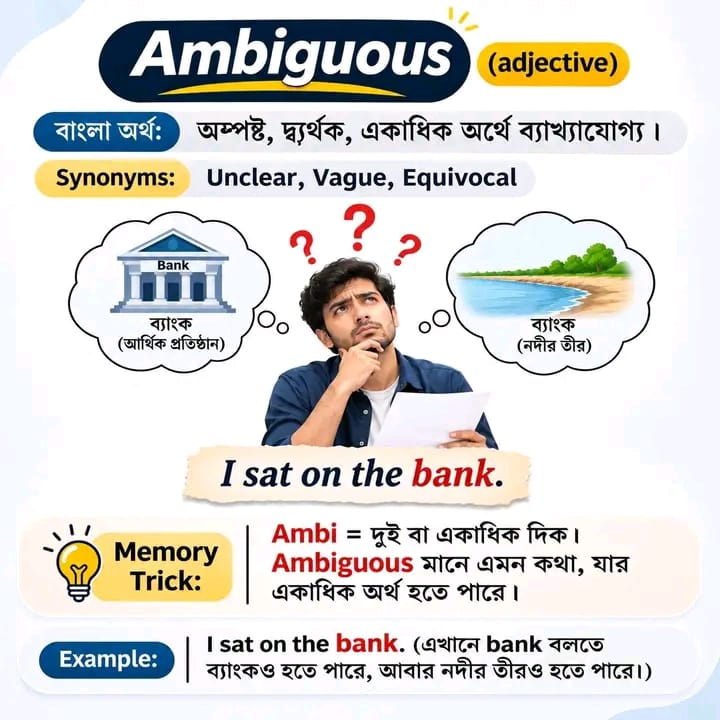 Ambiguous (adjective)
বাংলা অর্থ: অস্পষ্ট, দ্ব্যর্থক, একাধিক অর্থে ব্যাখ্যাযোগ্য।
Synonyms: Unclear, Vague, Equivocal
? ? ?
Bank
ব্যাংক
(আর্থিক প্রতিষ্ঠান)
ব্যাংক
(নদীর তীর)
I sat on the bank.
Memory
Trick:
Ambi = দুই বা একাধিক দিক।
Ambiguous মানে এমন কথা, যার
একাধিক অর্থ হতে পারে।
Example:
I sat on the bank. (এখানে bank বলতে
ব্যাংকও হতে পারে, আবার নদীর তীরও হতে পারে।)